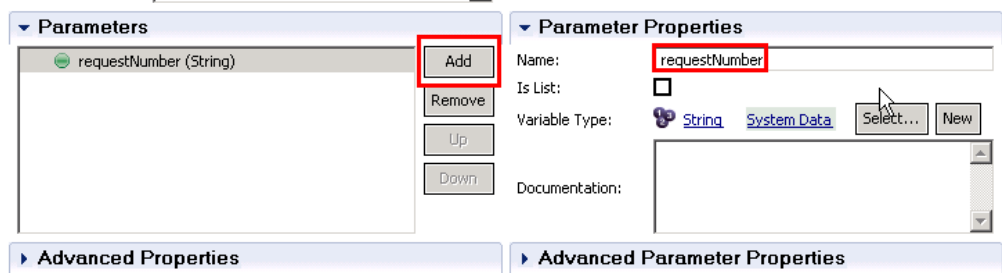 Parameters
requestNumber (String)
Add
Remove
Up
Down
Advanced Properties
Parameter Properties
Name: requestNumber
Is List:
Variable Type: String System Data Select... New
Documentation:
Advanced Parameter Properties